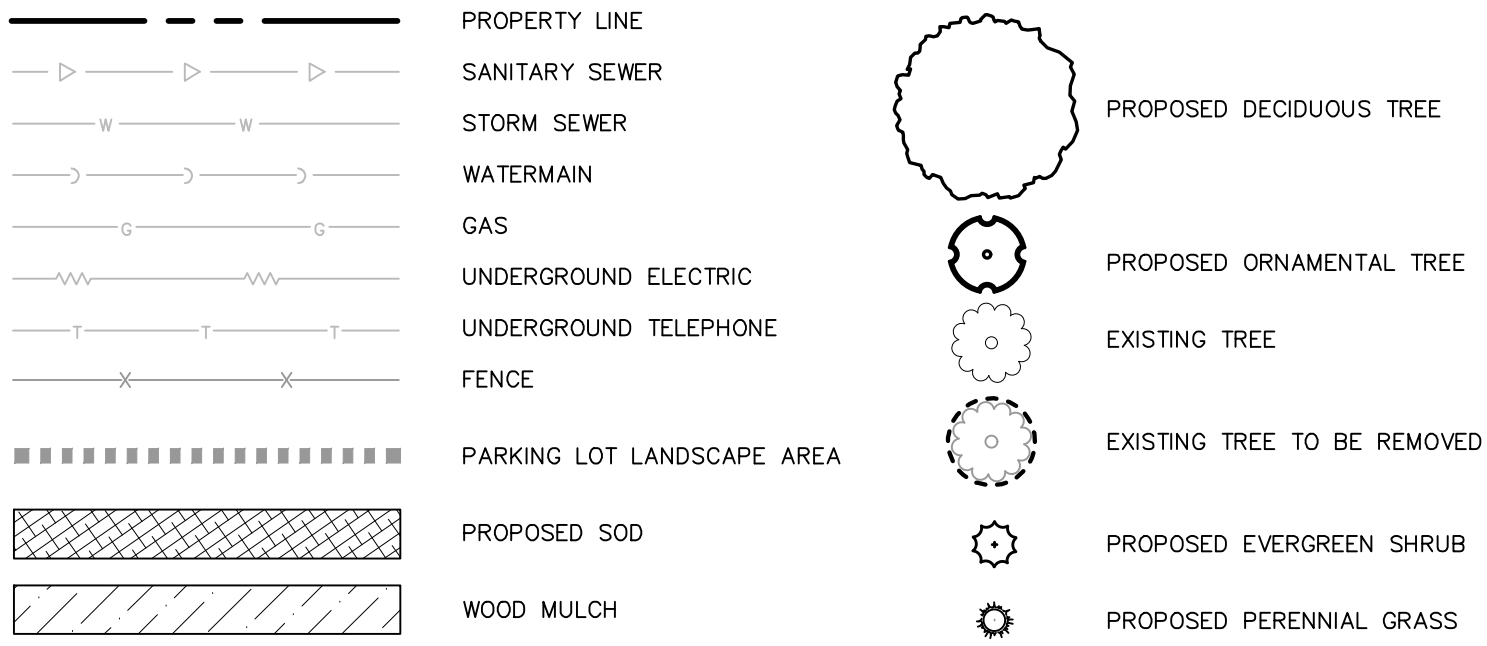 PROPERTY LINE
SANITARY SEWER
W W STORM SEWER
WATERMAIN
G G GAS
UNDERGROUND ELECTRIC
T T T UNDERGROUND TELEPHONE
X X FENCE
PARKING LOT LANDSCAPE AREA
PROPOSED SOD
WOOD MULCH
PROPOSED DECIDUOUS TREE
PROPOSED ORNAMENTAL TREE
EXISTING TREE
EXISTING TREE TO BE REMOVED
PROPOSED EVERGREEN SHRUB
PROPOSED PERENNIAL GRASS